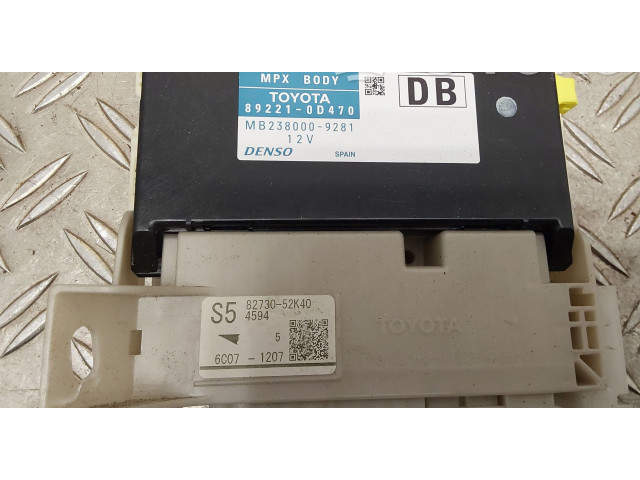 MPX BODY
TOYOTA
89221-0D470
DB
MB238000-9281
12V
DENSO
SPAIN
S5
82730-52K40
4594
5
6C07 - 1207
TOYOTA